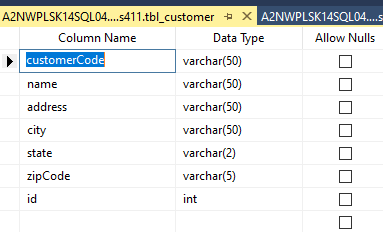 A2NWPLSK14SQL04....s411.tbl_customer A2NWPLSK14SQL04....s
Column Name Data Type Allow Nulls
customerCode varchar(50)
name varchar(50)
address varchar(50)
city varchar(50)
state varchar(2)
zipCode varchar(5)
id int